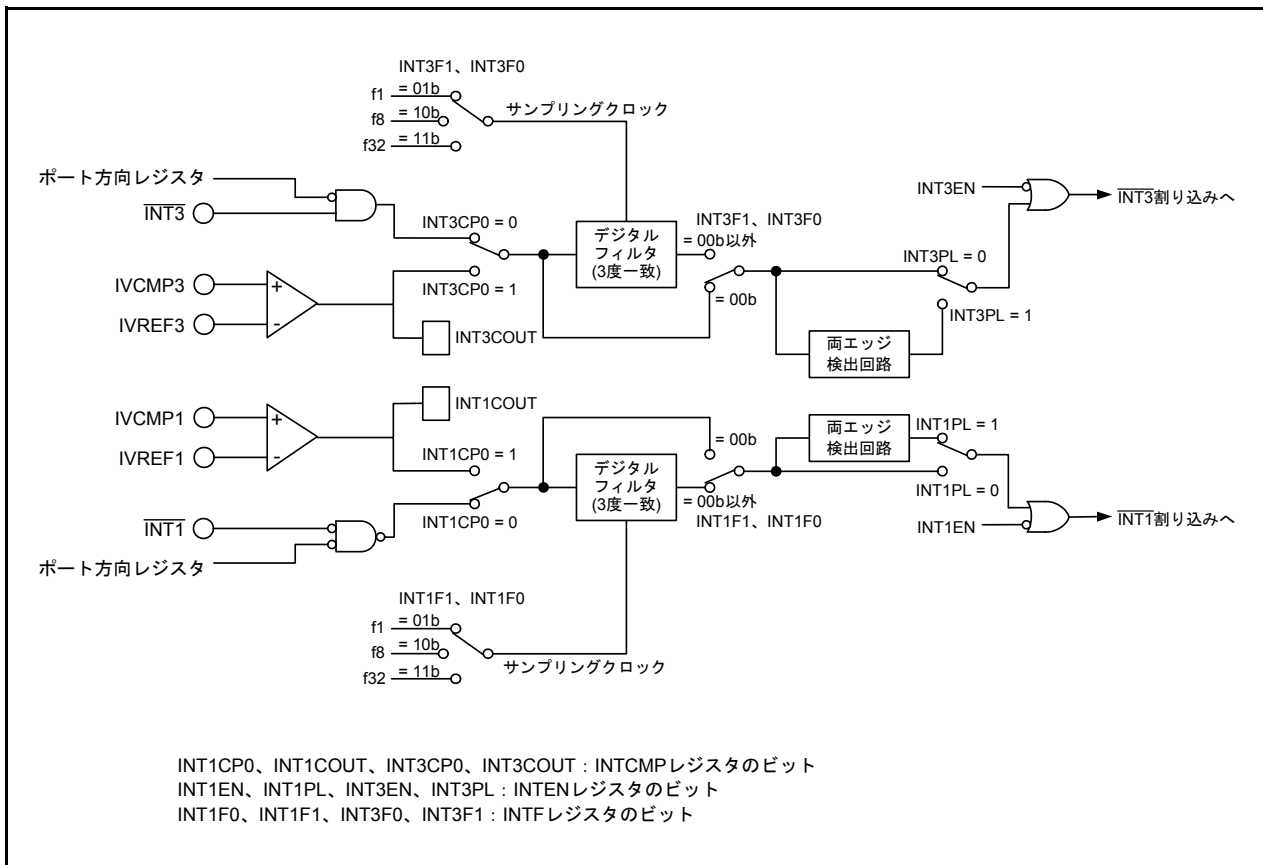 INT3F1、INT3F0
f1 = 01b
f8 = 10b
f32 = 11b
サンプリングクロック
ポート方向レジスタ
INT3
INT3CP0 = 0
INT3CP0 = 1
デジタル
フィルタ
(3度一致)
INT3F1、INT3F0
= 00b以外
= 00b
INT3EN
INT3割り込みへ
INT3PL = 0
INT3PL = 1
両エッジ
検出回路
IVCMP3
IVREF3
+
-
INT3COUT
IVCMP1
IVREF1
+
-
INT1COUT
INT1CP0 = 1
INT1CP0 = 0
INT1
ポート方向レジスタ
デジタル
フィルタ
(3度一致)
= 00b
= 00b以外
INT1F1、INT1F0
両エッジ
検出回路
INT1PL = 1
INT1PL = 0
INT1EN
INT1割り込みへ
INT1F1、INT1F0
f1 = 01b
f8 = 10b
f32 = 11b
サンプリングクロック
INT1CP0、INT1COUT、INT3CP0、INT3COUT : INTCMPレジスタのビット
INT1EN、INT1PL、INT3EN、INT3PL : INTENレジスタのビット
INT1F0、INT1F1、INT3F0、INT3F1 : INTFレジスタのビット